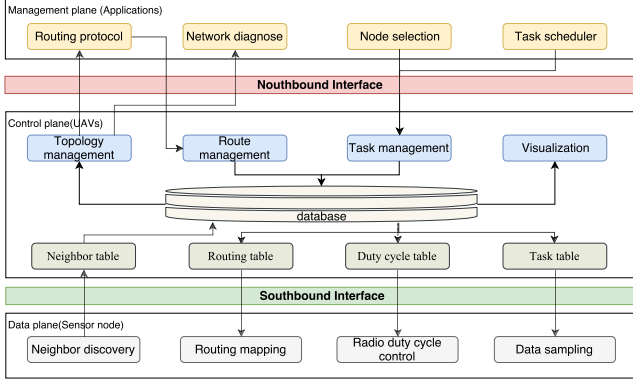 Management plane (Applications)
Routing protocol
Network diagnose
Node selection
Task scheduler
Nouthbound Interface
Control plane(UAVs)
Topology
management
Route
management
Task management
Visualization
database
Neighbor table
Routing table
Duty cycle table
Task table
Southbound Interface
Data plane(Sensor node)
Neighbor discovery
Routing mapping
Radio duty cycle
control
Data sampling